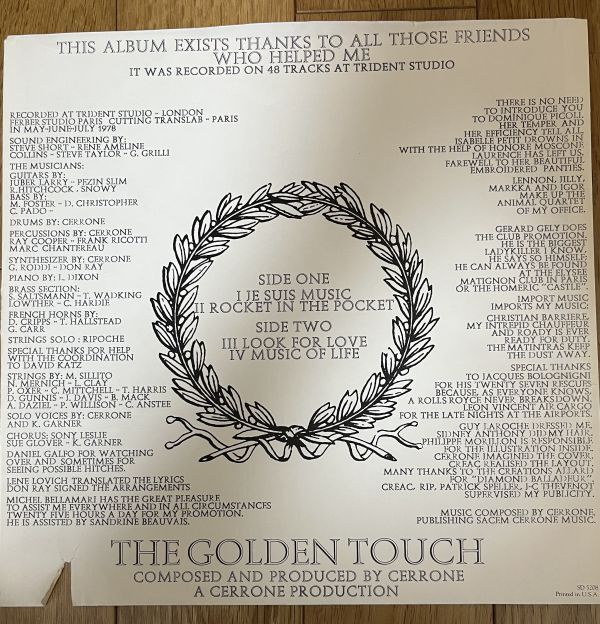 THIS ALBUM EXISTS THANKS TO ALL THOSE FRIENDS
WHO HELPED ME
IT WAS RECORDED ON 48 TRACKS AT TRIDENT STUDIO
RECORDED AT TRIDENT STUDIO - LONDON
FERBER STUDIO PARIS CUTTING TRANSLAB - PARIS
IN MAY-JUNE-JULY 1978
SOUND ENGINEERING BY:
STEVE SHORT - RENE AMELINE
COLLINS - STEVE TAYLOR - G. GRILLI
THE MUSICIANS:
GUITARS BY:
TUBER LARRY - PEZIN SLIM
R. HITCHCOCK . SNOWY
BASS BY:
M. FOSTER - D. CHRISTOPHER
C. PADO -
DRUMS BY: CERRONE
PERCUSSIONS BY: CERRONE
RAY COOPER - FRANK RICOTTI
MARC CHANTEREAU
SYNTHESIZER BY: CERRONE
G. RODDI - DON RAY
PIANO BY: L. DIXON
BRASS SECTION:
S. SALTSMANN - T. WADKING
LOWTHER - C. HARDIE
FRENCH HORNS BY:
D. CRIPPS - T. HALLSTEAD
G. CARR
STRINGS SOLO : RIPOCHE
SPECIAL THANKS FOR HELP
WITH THE COORDINATION
TO DAVID KATZ
STRINGS BY: M. SILLITO
N. MERNICH - L. CLAY
P. OXER - C. MITTCHELL - T. HARRIS
D. GUNNIS - J. DAVIS - B. MACK
A. DAZIEL - P. WILLISON - C. ANSTEE
SOLO VOICES BY: CERRONE
AND K. GARNER
CHORUS: SONY LESLIE
SUE GLOVER - K. GARNER
DANIEL GALPO FOR WATCHING
OVER AND SOMETIMES FOR
SEEING POSSIBLE HITCHES.
LENE LOVICH TRANSLATED THE LYRICS
DON RAY SIGNED THE ARRANGEMENTS
MICHEL BELLAMARI HAS THE GREAT PLEASURE
TO ASSIST ME EVERYWHERE AND IN ALL CIRCUMSTANCES
TWENTY FIVE HOURS A DAY FOR MY PROMOTION.
HE IS ASSISTED BY SANDRINE BEAUVAIS.
SIDE ONE
I JE SUIS MUSIC
II ROCKET IN THE POCKET
SIDE TWO
III LOOK FOR LOVE
IV MUSIC OF LIFE
THERE IS NO NEED
TO INTRODUCE YOU
TO DOMINIQUE PICOLI.
HER TEMPER AND
HER EFFICIENCY TELL ALL.
ISABELLE PETIT DROWNS IN
WITH THE HELP OF HONORE MOSCONE
LAURENCE HAS LEFT US,
FAREWELL TO HER BEAUTIFUL
EMBROIDERED PANTIES.
LENNON, JILLY,
MARKKA AND IGOR
MAKE UP THE
ANIMAL QUARTET
OF MY OFFICE.
GERARD GELY DOES
THE CLUB PROMOTION.
HE IS THE BIGGEST
LADYKILLER I KNOW,
HE SAYS SO HIMSELF.
HE CAN ALWAYS BE FOUND
AT THE ELYSEE
MATIGNON CLUB IN PARIS
OR THE HOMERIC "CASTLE".
IMPORT MUSIC
IMPORTS MY MUSIC:
CHRISTIAN BARRIERE,
MY INTREPID CHAUFFEUR
AND ROADY IS EVER
READY FOR DUTY.
THE MATINTRAS KEEP
THE DUST AWAY.
SPECIAL THANKS
TO JACQUES BOLOGNIGNI
FOR HIS TWENTY SEVEN RESCUES
BECAUSE, AS EVERYONE KNOWS,
A ROLLS ROYCE NEVER BREAKSDOWN,
LEON VINCENT AIR CARGO
FOR THE LATE NIGHTS AT THE AIRPORTS.
GUY LAROCHE DRESSED ME,
SIDNEY ANTHONY DID MY HAIR.
PHILIPPE MORILLON IS RESPONSIBLE
FOR THE ILLUSTRATION INSIDE.
CERRONE IMAGINED THE COVER,
CREAC REALISED THE LAYOUT.
MANY THANKS TO THE CREATIONS ALLARD
FOR "DIAMOND BALLADEUR",
CREAC, RIP, PATRICK SPELLER, J-C THEVENOT
SUPERVISED MY PUBLICITY.
MUSIC COMPOSED BY CERRONE,
PUBLISHING SACEM CERRONE MUSIC.
THE GOLDEN TOUCH
COMPOSED AND PRODUCED BY CERRONE
A CERRONE PRODUCTION
SD 5208
Printed in U.S.A.